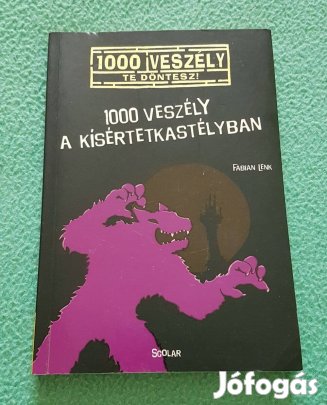 1000 VESZÉLY
TE DÖNTESZ!
1000 VESZÉLY
A KÍSÉRTETKASTÉLYBAN
FABIAN LENK
SCOLAR
Jófogás